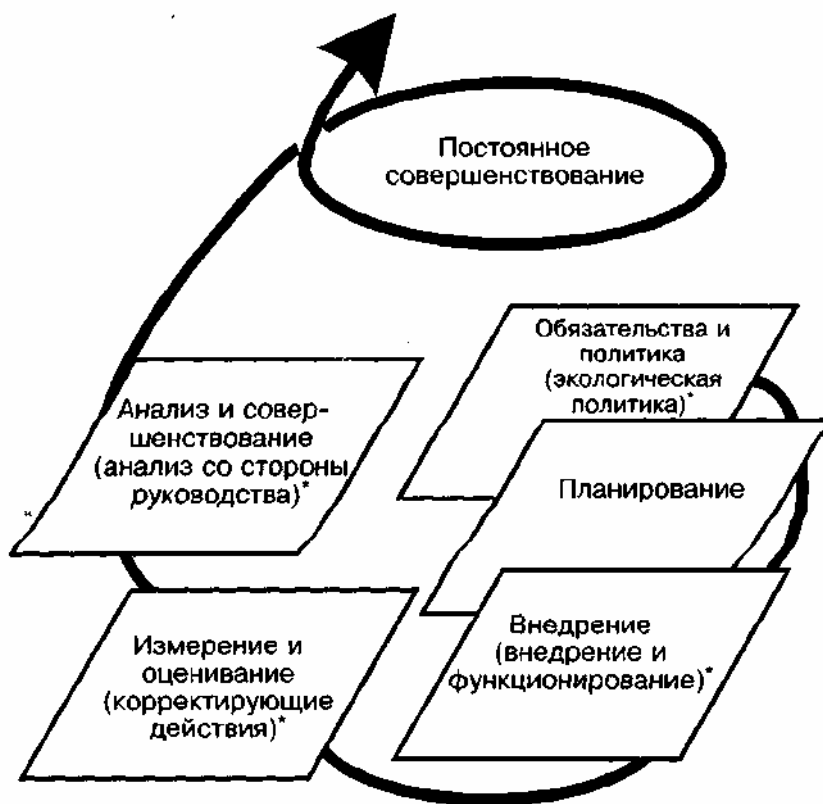 Постоянное
совершенствование
Обязательства и
политика
(экологическая
политика)*
Анализ и совер-
шенствование
(анализ со стороны
руководства)*
Планирование
Внедрение
(внедрение и
функционирование)*
Измерение и
оценивание
(корректирующие
действия)*